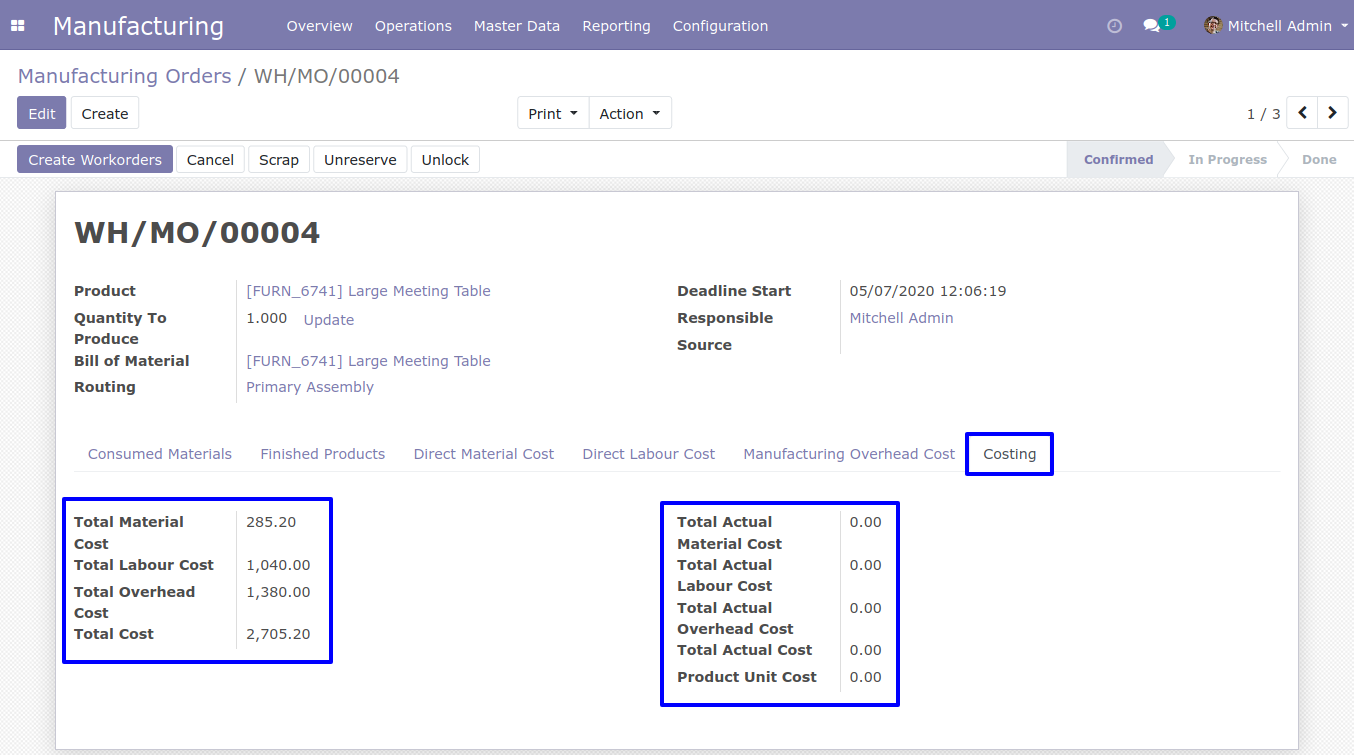 Manufacturing Overview Operations Master Data Reporting Configuration 1 Mitchell Admin
Manufacturing Orders / WH/MO/00004
Edit Create Print Action 1 / 3
Create Workorders Cancel Scrap Unreserve Unlock Confirmed In Progress Done
WH/MO/00004
Product [FURN_6741] Large Meeting Table
Quantity To
Produce
1.000 Update
Bill of Material [FURN_6741] Large Meeting Table
Routing Primary Assembly
Deadline Start 05/07/2020 12:06:19
Responsible Mitchell Admin
Source
Consumed Materials Finished Products Direct Material Cost Direct Labour Cost Manufacturing Overhead Cost Costing
Total Material
Cost
285.20
Total Labour Cost 1,040.00
Total Overhead
Cost
1,380.00
Total Cost 2,705.20
Total Actual
Material Cost
0.00
Total Actual
Labour Cost
0.00
Total Actual
Overhead Cost
0.00
Total Actual Cost 0.00
Product Unit Cost 0.00